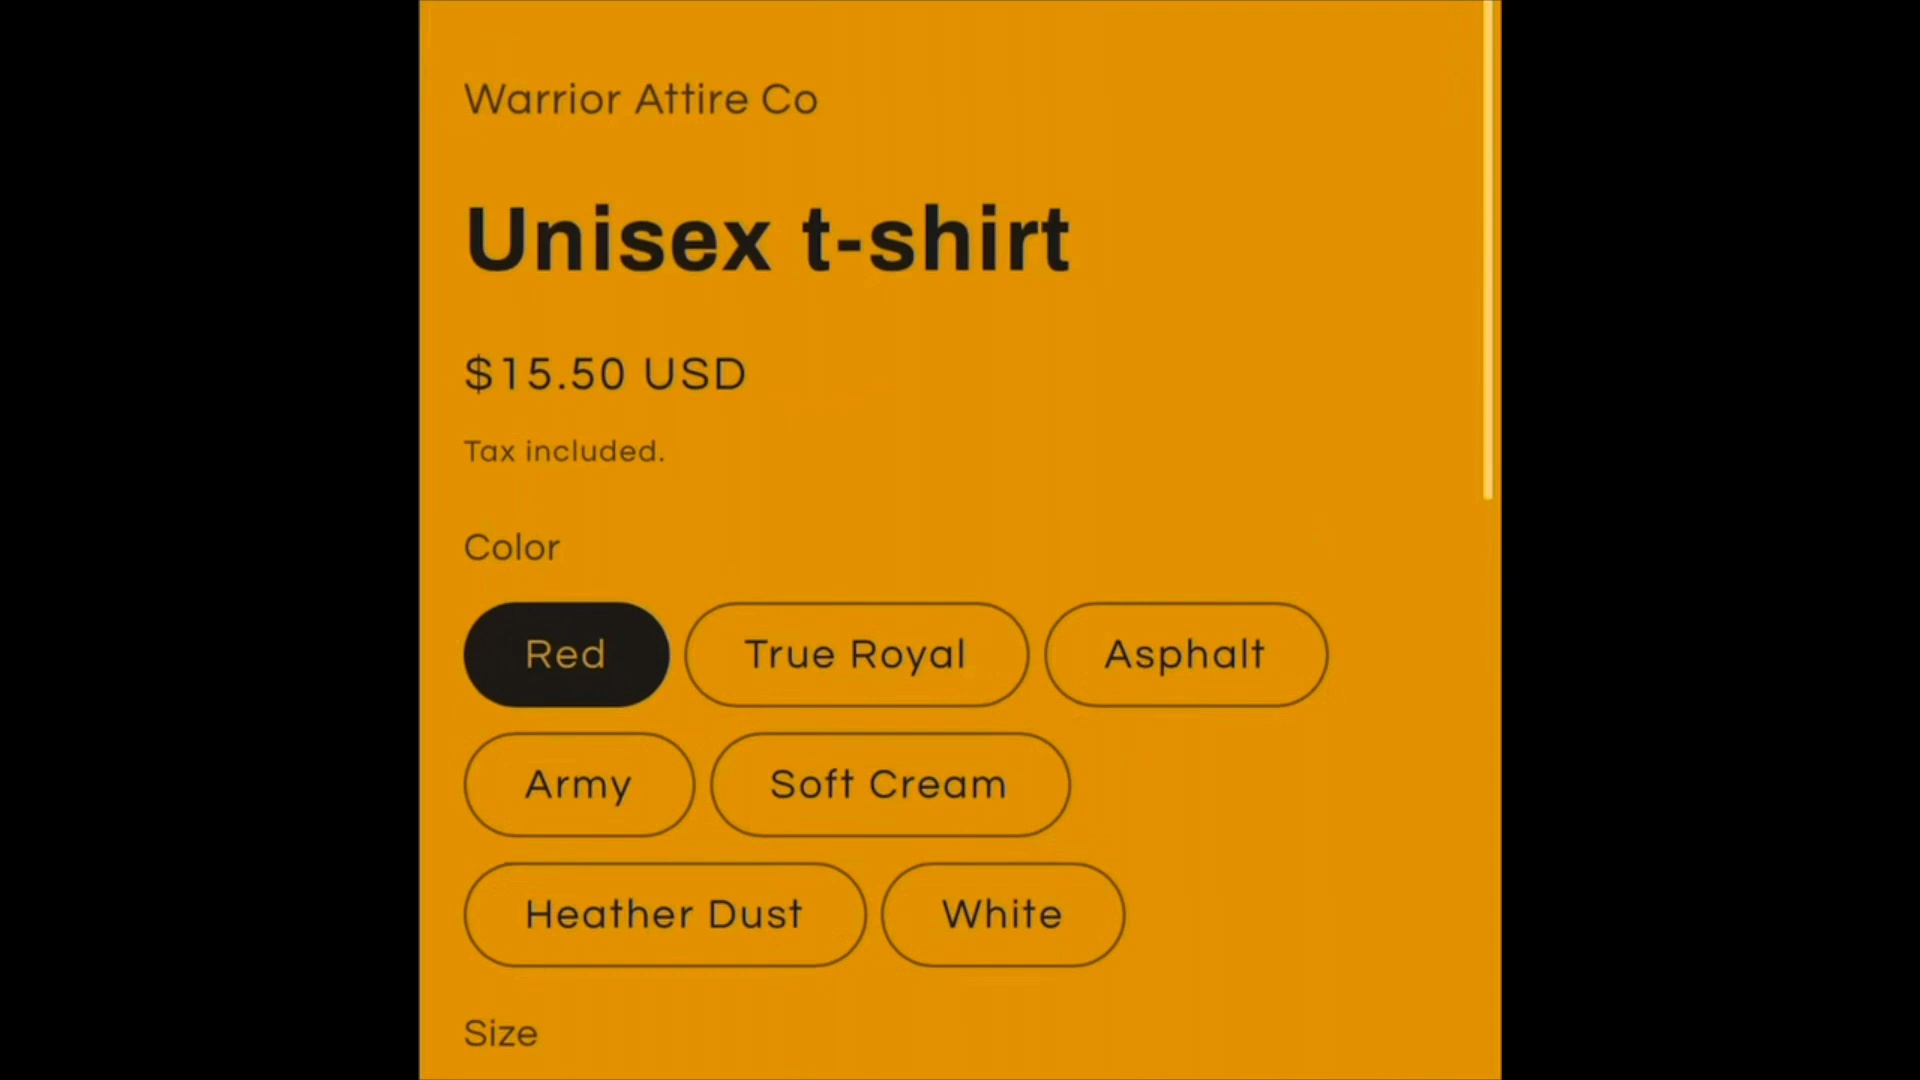 Warrior Attire Co
Unisex t-shirt
$15.50 USD
Tax included.
Color
Red True Royal Asphalt
Army Soft Cream
Heather Dust White
Size